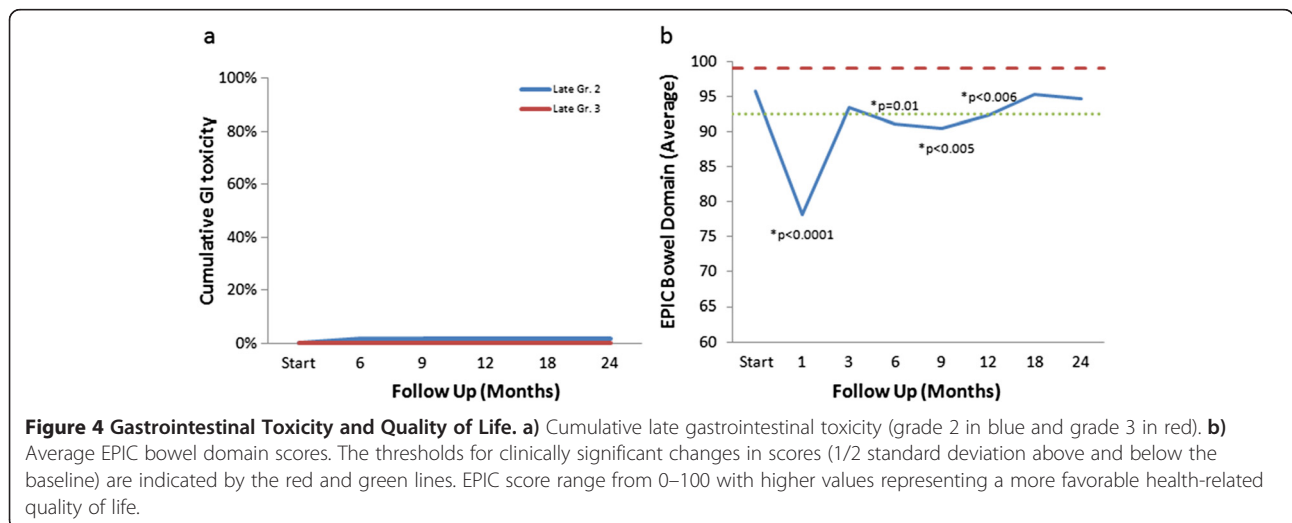 a
100%
80%
60%
40%
20%
0%
Cumulative GI toxicity
Late Gr. 2
Late Gr. 3
Start 6 9 12 18 24
Follow Up (Months)
b
100
95
90
85
80
75
70
65
60
EPIC Bowel Domain (Average)
*p<0.0001
*p=0.01
*p<0.005
*p<0.006
Start 1 3 6 9 12 18 24
Follow Up (Months)
Figure 4 Gastrointestinal Toxicity and Quality of Life. a) Cumulative late gastrointestinal toxicity (grade 2 in blue and grade 3 in red). b)
Average EPIC bowel domain scores. The thresholds for clinically significant changes in scores (1/2 standard deviation above and below the
baseline) are indicated by the red and green lines. EPIC score range from 0–100 with higher values representing a more favorable health-related
quality of life.